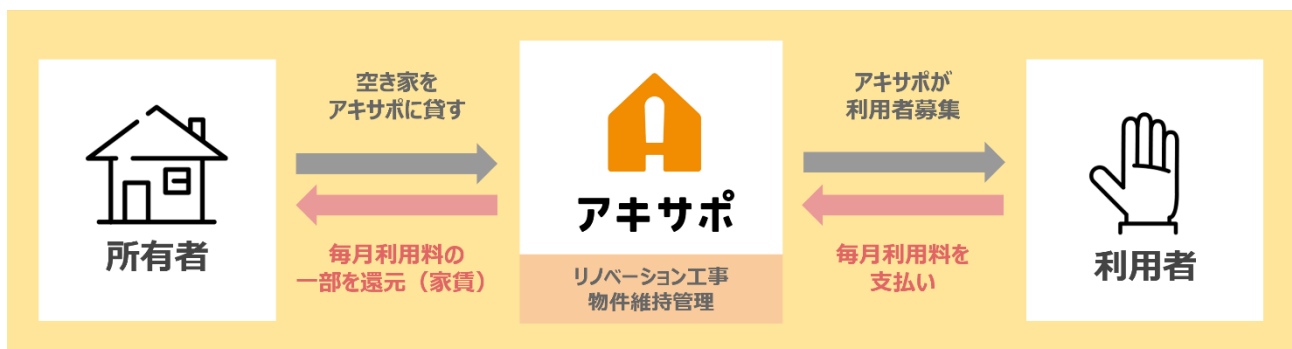 空き家を
アキサポに貸す
所有者
毎月利用料の
一部を還元（家賃）
アキサポ
リノベーション工事
物件維持管理
アキサポが
利用者募集
毎月利用料を
支払い
利用者